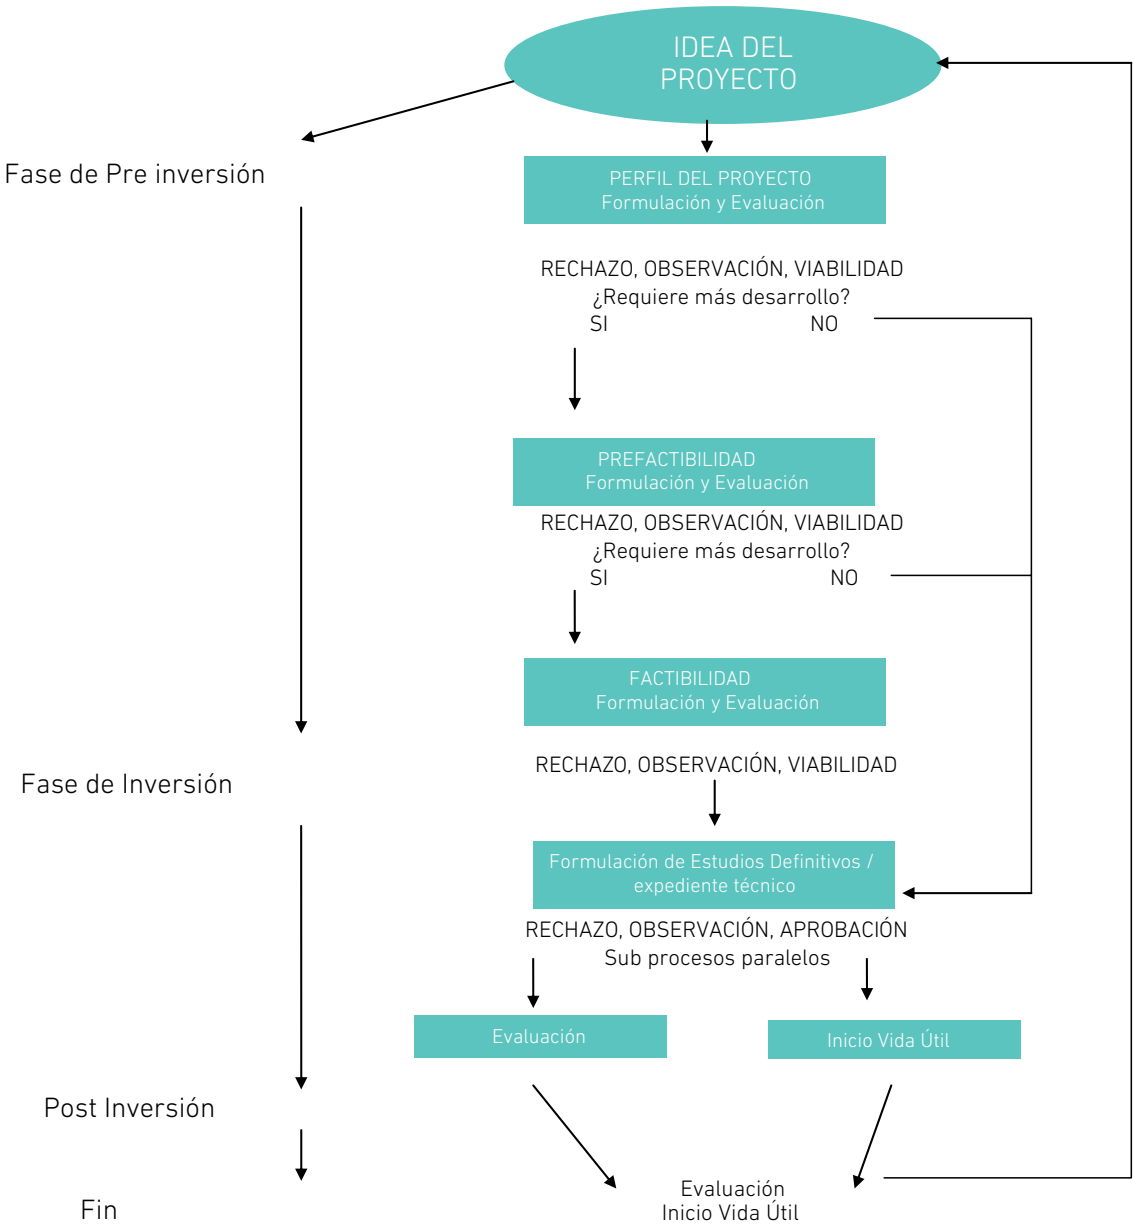 IDEA DEL
PROYECTO
Fase de Pre inversión
PERFIL DEL PROYECTO
Formulación y Evaluación
RECHAZO, OBSERVACIÓN, VIABILIDAD
¿Requiere más desarrollo?
SI NO
PREFACTIBILIDAD
Formulación y Evaluación
RECHAZO, OBSERVACIÓN, VIABILIDAD
¿Requiere más desarrollo?
SI NO
FACTIBILIDAD
Formulación y Evaluación
RECHAZO, OBSERVACIÓN, VIABILIDAD
Fase de Inversión
Formulación de Estudios Definitivos /
expediente técnico
RECHAZO, OBSERVACIÓN, APROBACIÓN
Sub procesos paralelos
Evaluación
Inicio Vida Útil
Post Inversión
Evaluación
Inicio Vida Útil
Fin